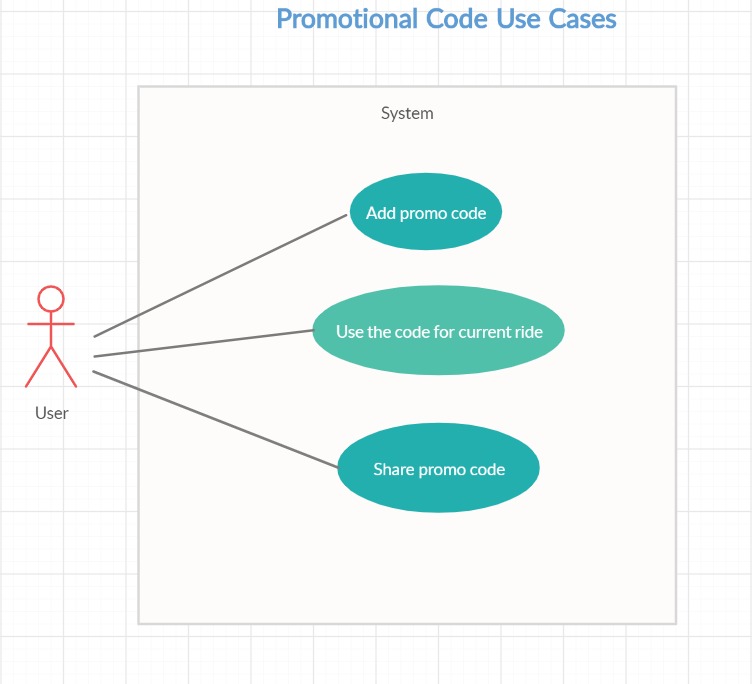 Promotional Code Use Cases
System
Add promo code
Use the code for current ride
User
Share promo code